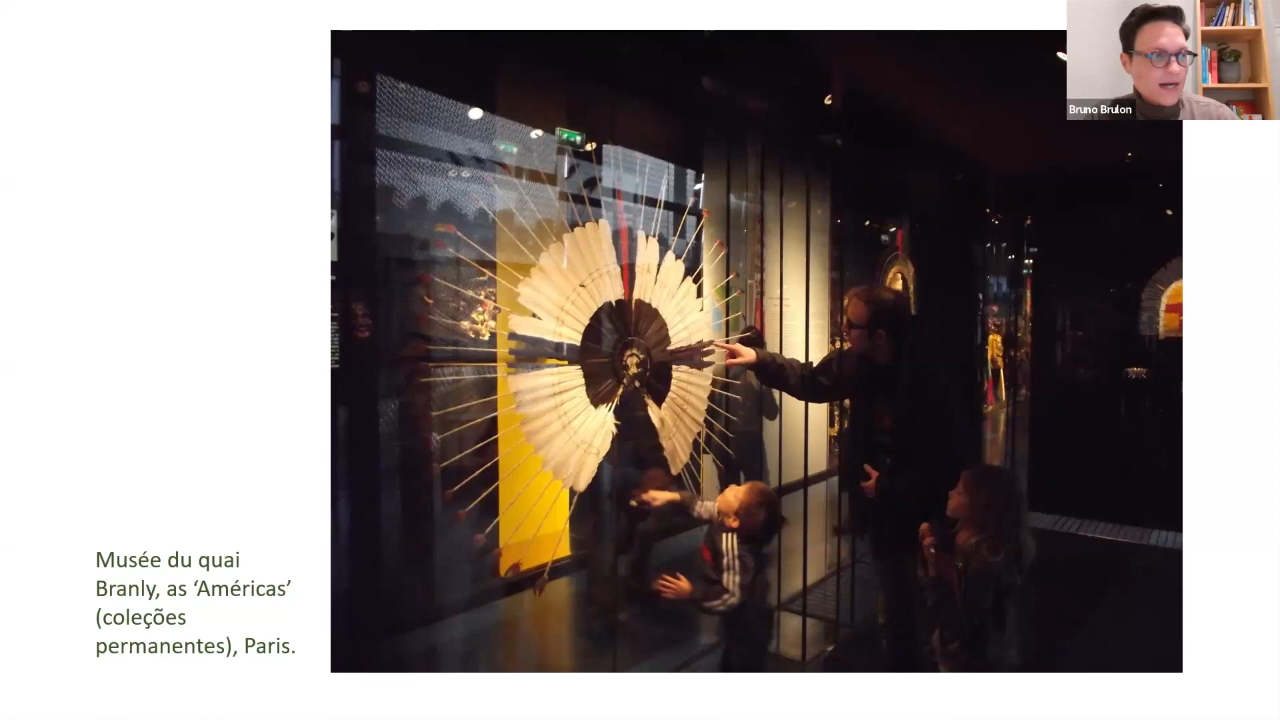 Bruno Brulon
Musée du quai
Branly, as ‘Américas’
(coleções
permanentes), Paris.